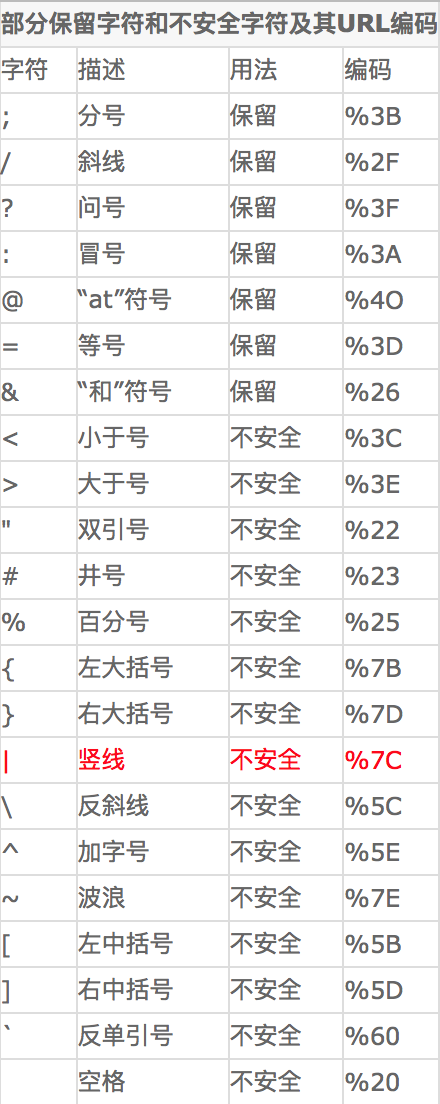 部分保留字符和不安全字符及其URL编码
字符 描述 用法 编码
; 分号 保留 %3B
/ 斜线 保留 %2F
? 问号 保留 %3F
: 冒号 保留 %3A
@ “at”符号 保留 %4O
= 等号 保留 %3D
& “和”符号 保留 %26
< 小于号 不安全 %3C
> 大于号 不安全 %3E
" 双引号 不安全 %22
# 井号 不安全 %23
% 百分号 不安全 %25
{ 左大括号 不安全 %7B
} 右大括号 不安全 %7D
| 竖线 不安全 %7C
\ 反斜线 不安全 %5C
^ 加字号 不安全 %5E
~ 波浪 不安全 %7E
[ 左中括号 不安全 %5B
] 右中括号 不安全 %5D
` 反单引号 不安全 %60
空格 不安全 %20